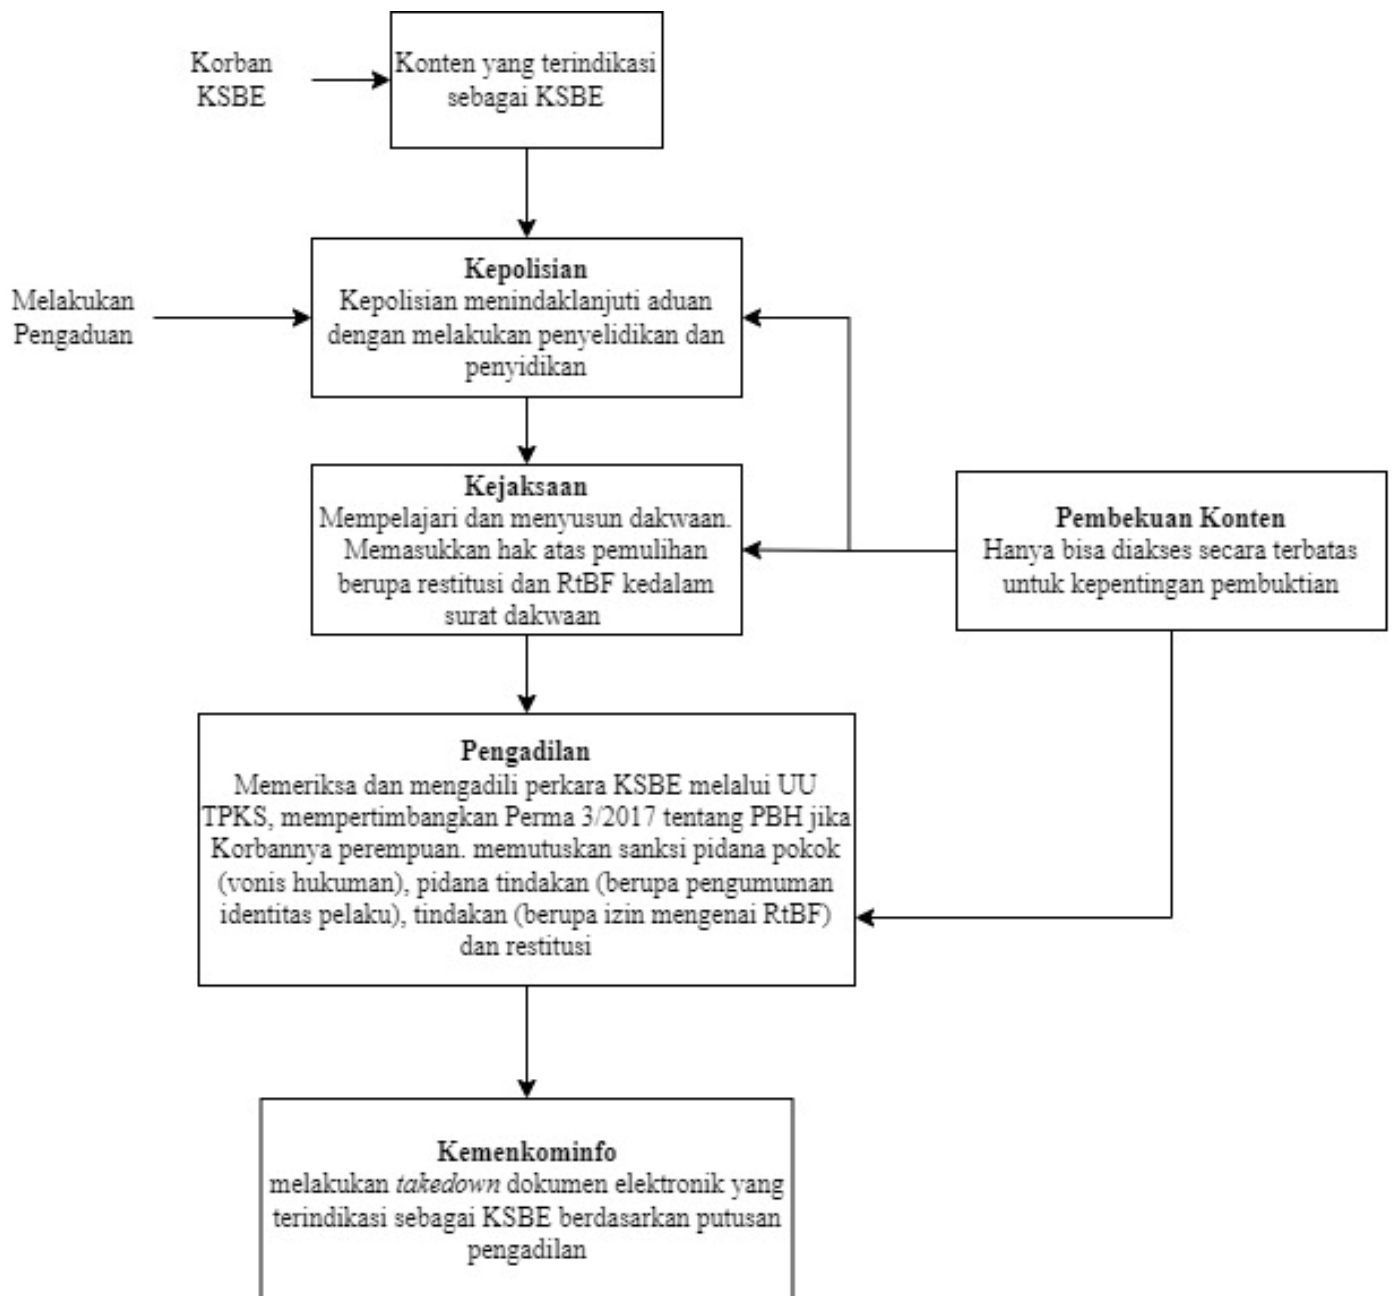 Korban
KSBE
Konten yang terindikasi
sebagai KSBE
Melakukan
Pengaduan
Kepolisian
Kepolisian menindaklanjuti aduan
dengan melakukan penyelidikan dan
penyidikan
Kejaksaan
Mempelajari dan menyusun dakwaan.
Memasukkan hak atas pemulihan
berupa restitusi dan RtBF kedalam
surat dakwaan
Pembekuan Konten
Hanya bisa diakses secara terbatas
untuk kepentingan pembuktian
Pengadilan
Memeriksa dan mengadili perkara KSBE melalui UU
TPKS, mempertimbangkan Perma 3/2017 tentang PBH jika
Korbannya perempuan. memutuskan sanksi pidana pokok
(vonis hukuman), pidana tindakan (berupa pengumuman
identitas pelaku), tindakan (berupa izin mengenai RtBF)
dan restitusi
Kemenkominfo
melakukan takedown dokumen elektronik yang
terindikasi sebagai KSBE berdasarkan putusan
pengadilan